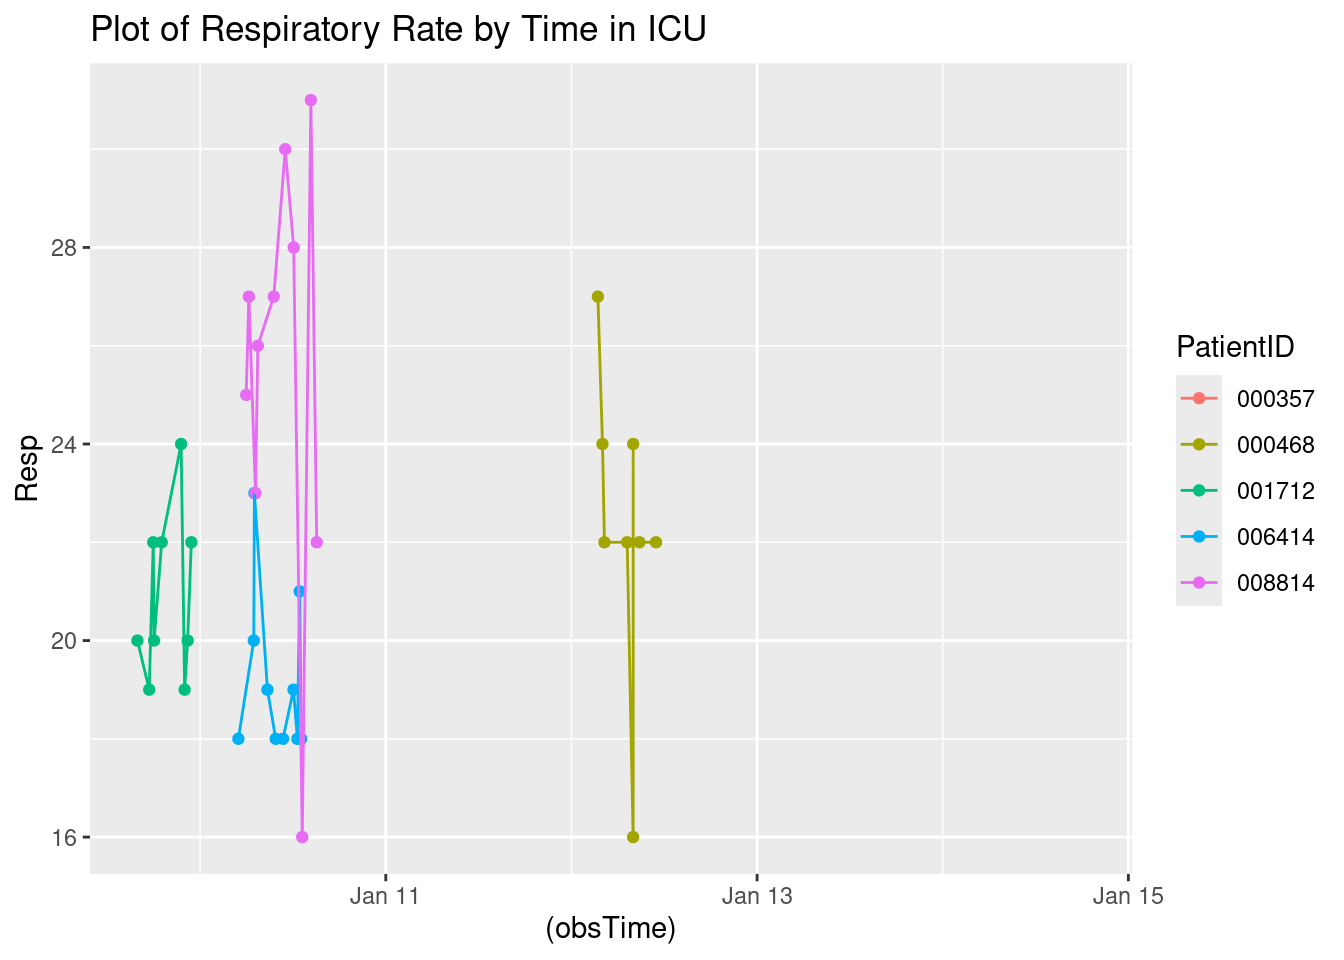 Plot of Respiratory Rate by Time in ICU
Resp
28
24
20
16
Jan 11
Jan 13
Jan 15
(obsTime)
PatientID
000357
000468
001712
006414
008814